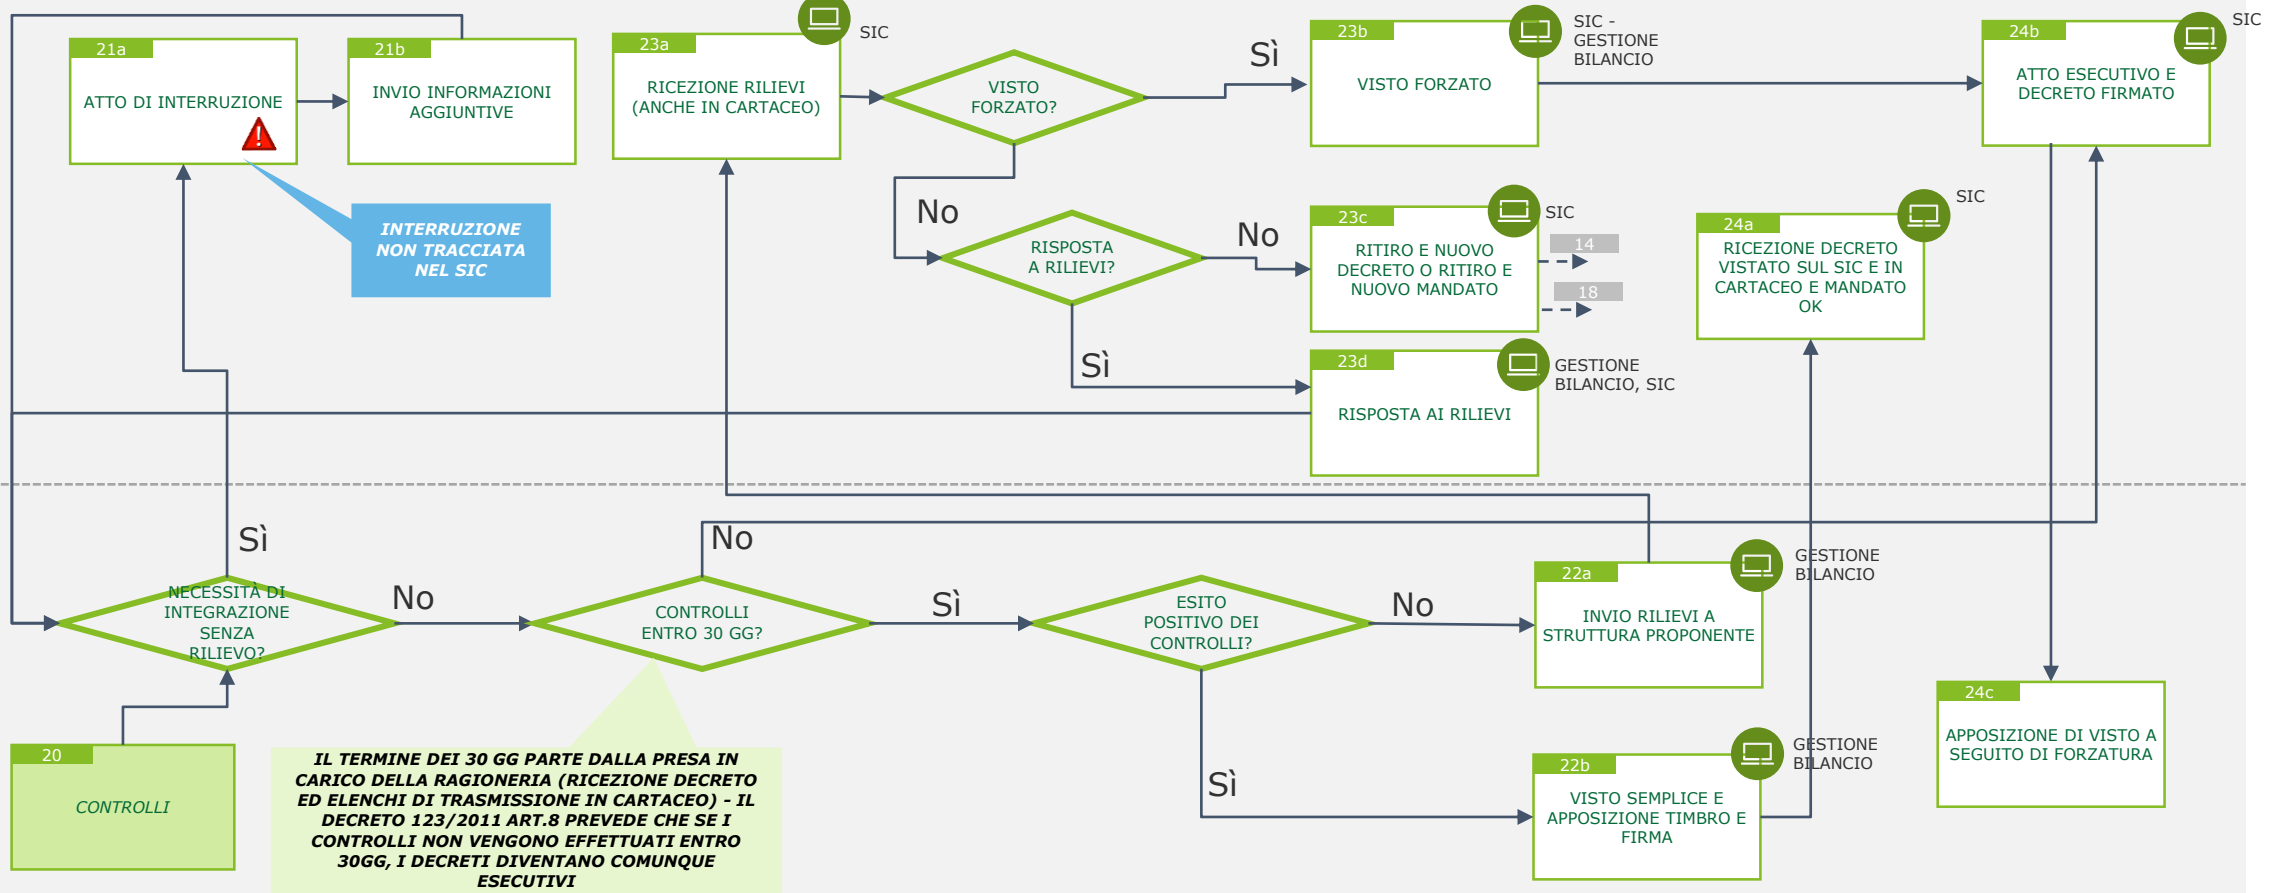 21a
ATTO DI INTERRUZIONE
21b
INVIO INFORMAZIONI
AGGIUNTIVE
INTERRUZIONE
NON TRACCIATA
NEL SIC
23a
SIC
RICEZIONE RILIEVI
(ANCHE IN CARTACEO)
VISTO
FORZATO?
Sì
No
23b
SIC -
GESTIONE
BILANCIO
VISTO FORZATO
24b
SIC
ATTO ESECUTIVO E
DECRETO FIRMATO
RISPOSTA
A RILIEVI?
No
Sì
23c
SIC
RITIRO E NUOVO
DECRETO O RITIRO E
NUOVO MANDATO
14
18
24a
SIC
RICEZIONE DECRETO
VISTATO SUL SIC E IN
CARTACEO E MANDATO
OK
23d
GESTIONE
BILANCIO, SIC
RISPOSTA AI RILIEVI
Sì
NECESSITÀ DI
INTEGRAZIONE
SENZA
RILIEVO?
No
No
CONTROLLI
ENTRO 30 GG?
Sì
ESITO
POSITIVO DEI
CONTROLLI?
No
Sì
22a
GESTIONE
BILANCIO
INVIO RILIEVI A
STRUTTURA PROPONENTE
24c
APPOSIZIONE DI VISTO A
SEGUITO DI FORZATURA
20
CONTROLLI
IL TERMINE DEI 30 GG PARTE DALLA PRESA IN
CARICO DELLA RAGIONERIA (RICEZIONE DECRETO
ED ELENCHI DI TRASMISSIONE IN CARTACEO) - IL
DECRETO 123/2011 ART.8 PREVEDE CHE SE I
CONTROLLI NON VENGONO EFFETTUATI ENTRO
30GG, I DECRETI DIVENTANO COMUNQUE
ESECUTIVI
22b
GESTIONE
BILANCIO
VISTO SEMPLICE E
APPOSIZIONE TIMBRO E
FIRMA